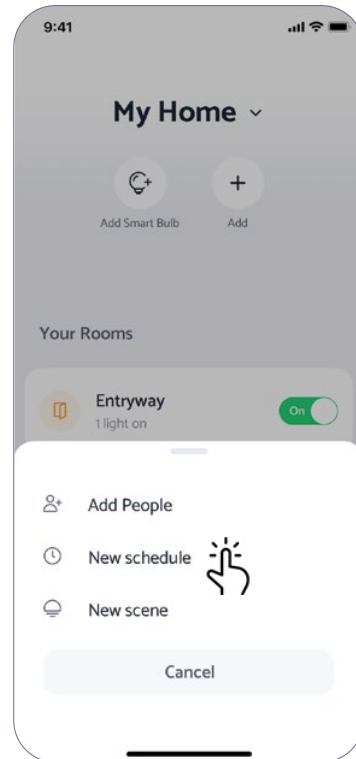 9:41
My Home
Add Smart Bulb Add
Your Rooms
Entryway On
1 light on
Add People
New schedule
New scene
Cancel